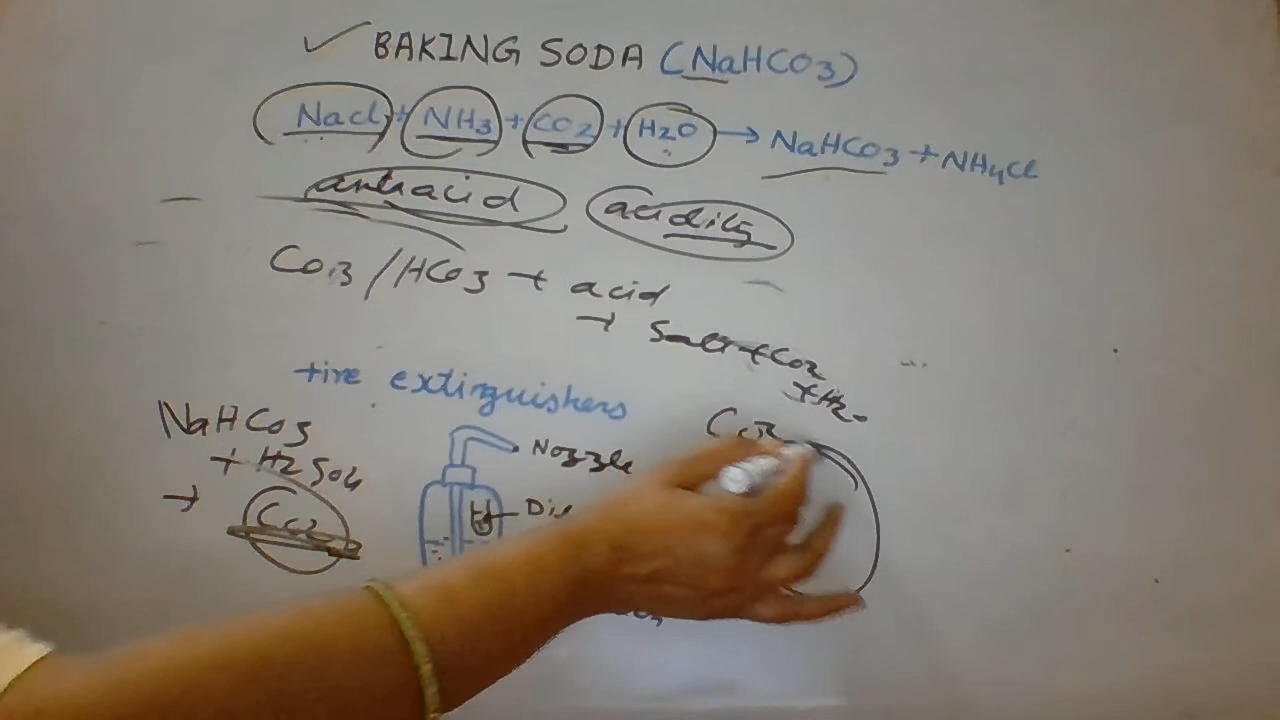 BAKING SODA (NaHCO3)
Nacl + NH3 + CO2 + H2O → NaHCO3 + NH4Cl
antiacid acidity
CO3 / HCO3 + acid
→ Salt + CO2
+ H2O
fire extinguishers
NaHCO3
+ H2SO4
→ CO2
Nozzle
CO2